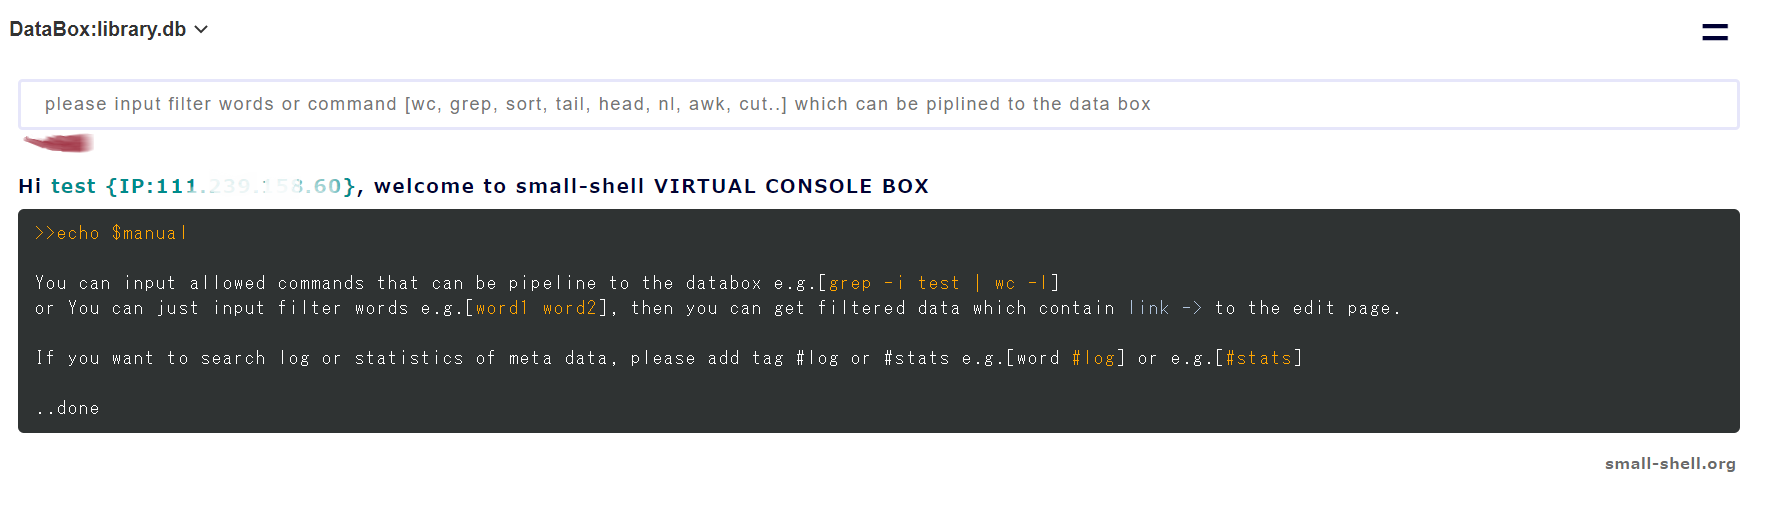 DataBox:library.db
please input filter words or command [wc, grep, sort, tail, head, nl, awk, cut..] which can be piplined to the data box
Hi test {IP:111.239.158.60}, welcome to small-shell VIRTUAL CONSOLE BOX
>>echo $manual
You can input allowed commands that can be pipeline to the databox e.g.[grep -i test | wc -l]
or You can just input filter words e.g.[word1 word2], then you can get filtered data which contain link -> to the edit page.
If you want to search log or statistics of meta data, please add tag #log or #stats e.g.[word #log] or e.g.[#stats]
..done
small-shell.org